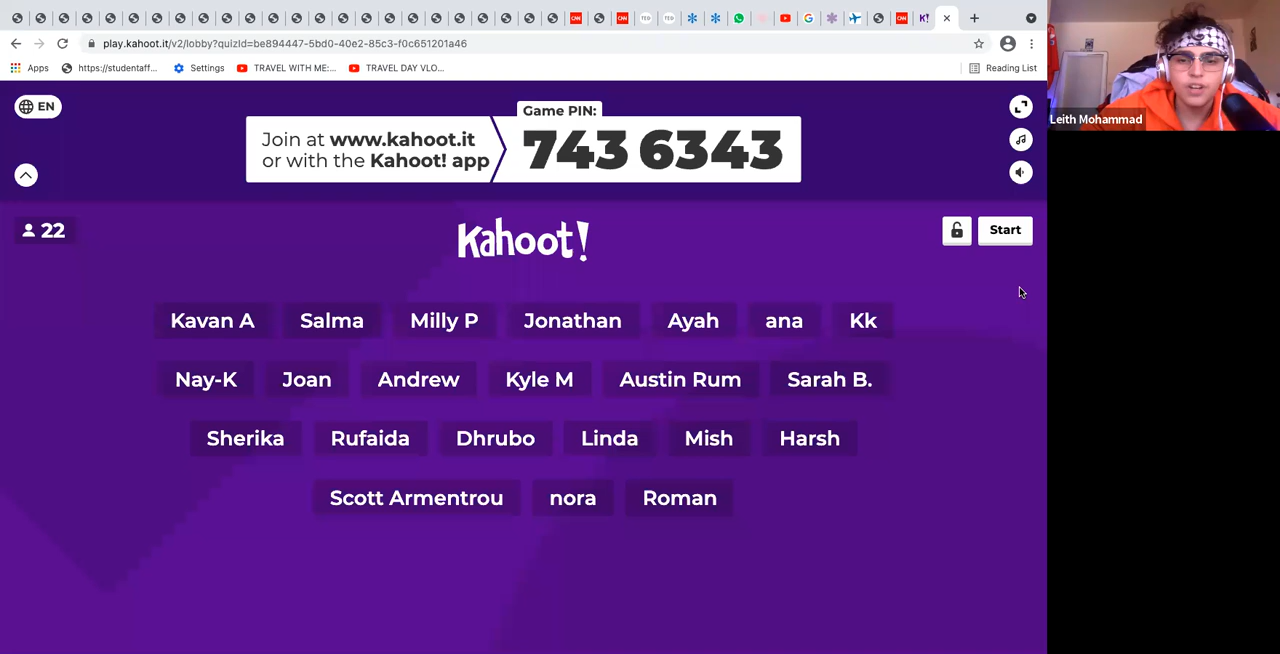 play.kahoot.it/v2/lobby?quizId=be894447-5bd0-40e2-85c3-f0c651201a46
Apps https://studentaff... Settings TRAVEL WITH ME:... TRAVEL DAY VLO... Reading List
EN
Game PIN:
Join at www.kahoot.it
or with the Kahoot! app
743 6343
Leith Mohammad
22
Kahoot!
Start
Kavan A Salma Milly P Jonathan Ayah ana Kk
Nay-K Joan Andrew Kyle M Austin Rum Sarah B.
Sherika Rufaida Dhrubo Linda Mish Harsh
Scott Armentrou nora Roman